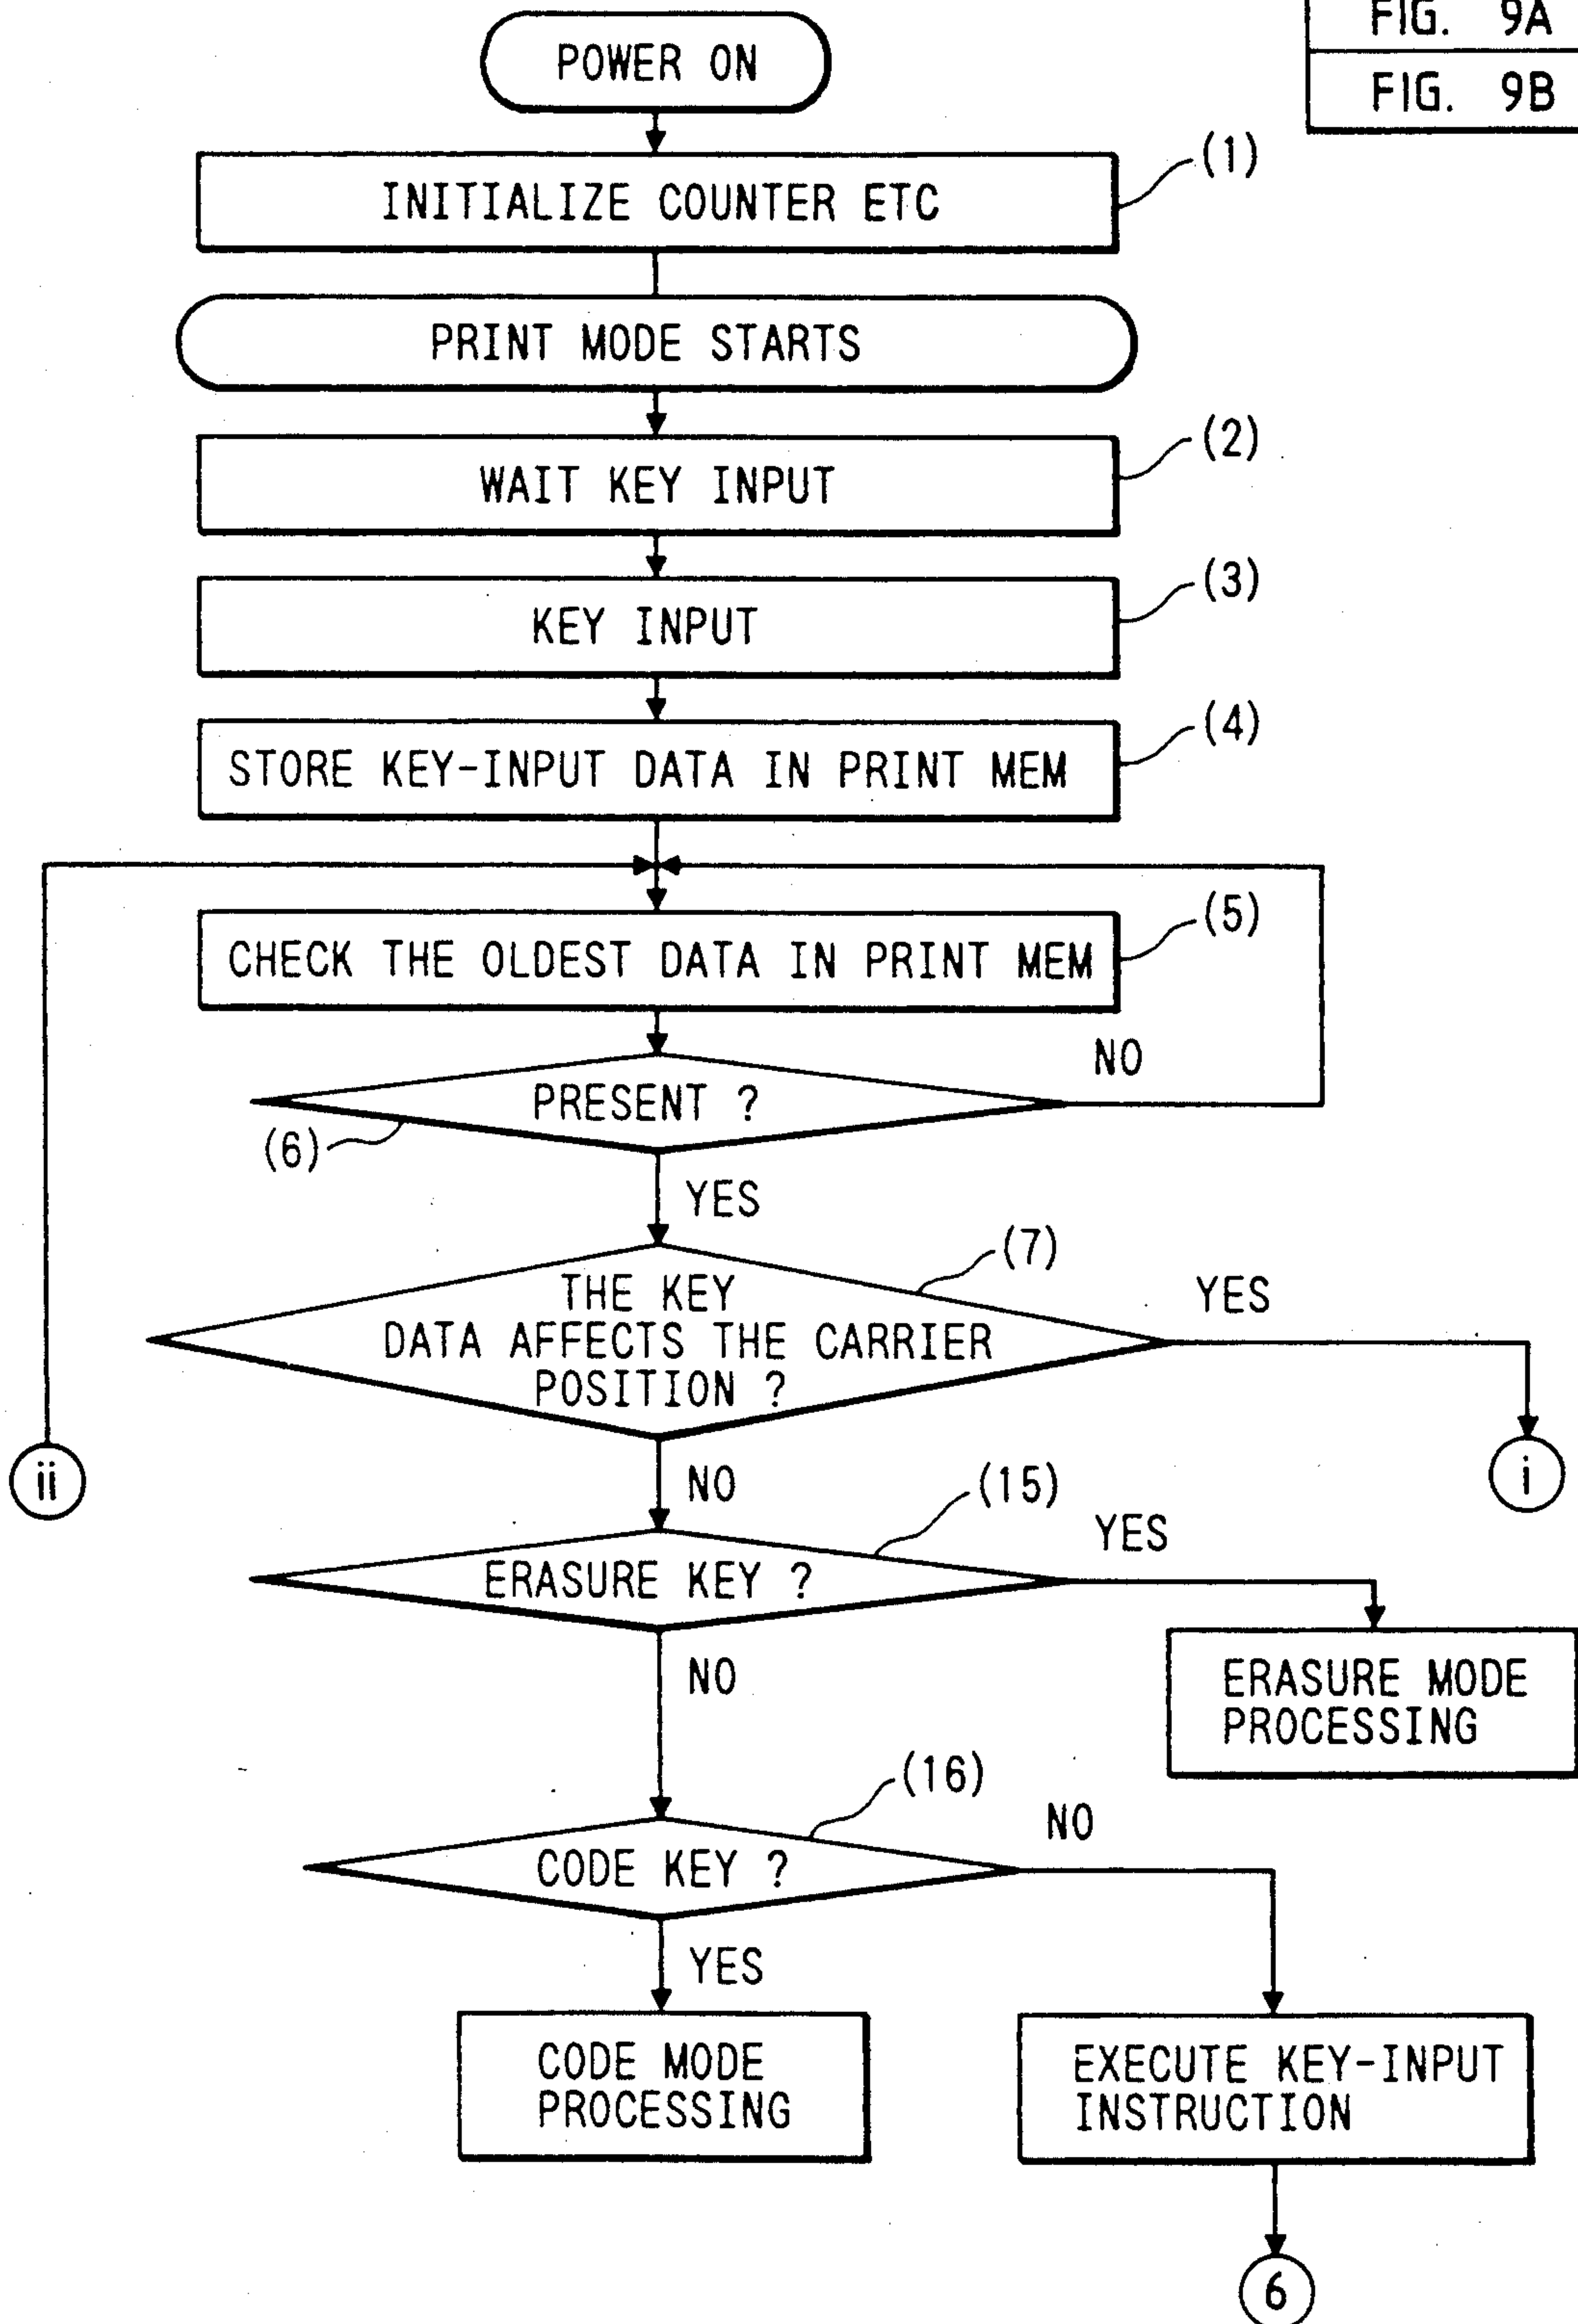 FIG. 9A
FIG. 9B
POWER ON
(1)
INITIALIZE COUNTER ETC
PRINT MODE STARTS
(2)
WAIT KEY INPUT
(3)
KEY INPUT
(4)
STORE KEY-INPUT DATA IN PRINT MEM
(5)
CHECK THE OLDEST DATA IN PRINT MEM
NO
PRESENT ?
(6)
YES
(7)
YES
THE KEY
DATA AFFECTS THE CARRIER
POSITION ?
ii
i
NO
(15)
YES
ERASURE KEY ?
NO
ERASURE MODE
PROCESSING
(16)
NO
CODE KEY ?
YES
CODE MODE
PROCESSING
EXECUTE KEY-INPUT
INSTRUCTION
6